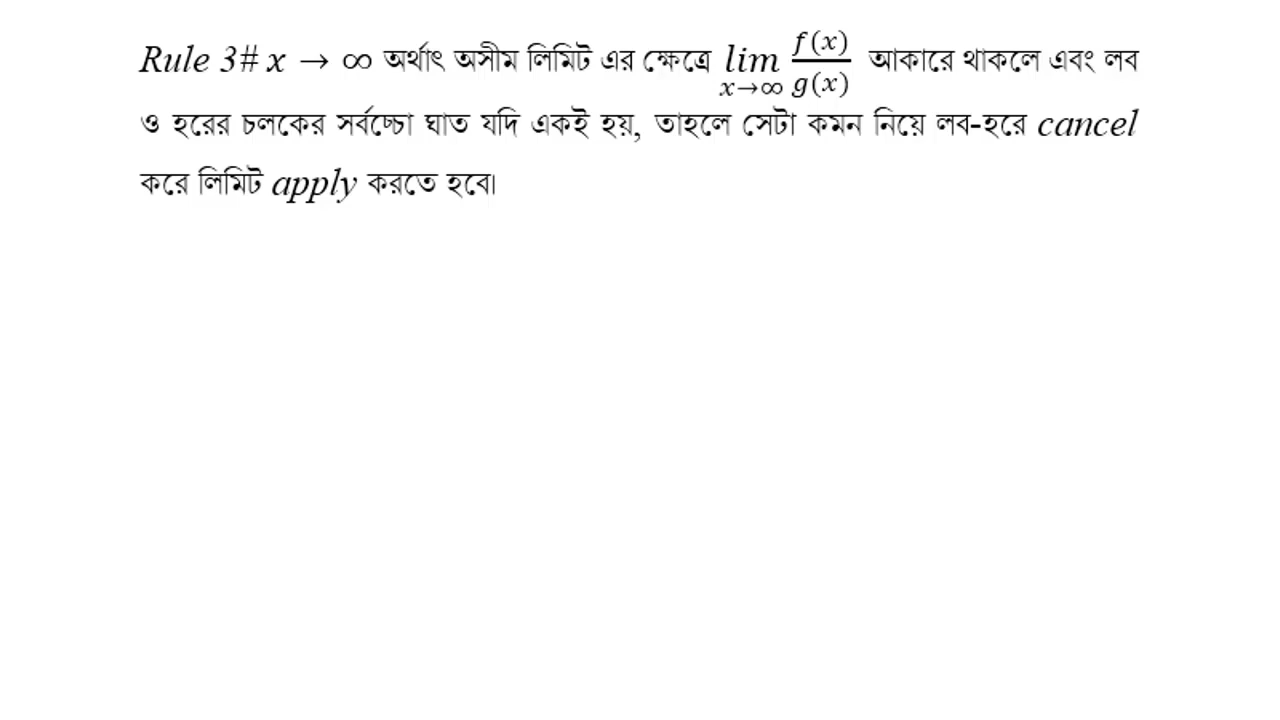 Rule 3# x → ∞ অর্থাৎ অসীম লিমিট এর ক্ষেত্রে lim x→∞ f(x)/g(x) আকারে থাকলে এবং লব
ও হরের চলকের সর্বচ্চো ঘাত যদি একই হয়, তাহলে সেটা কমন নিয়ে লব-হরে cancel
করে লিমিট apply করতে হবে।